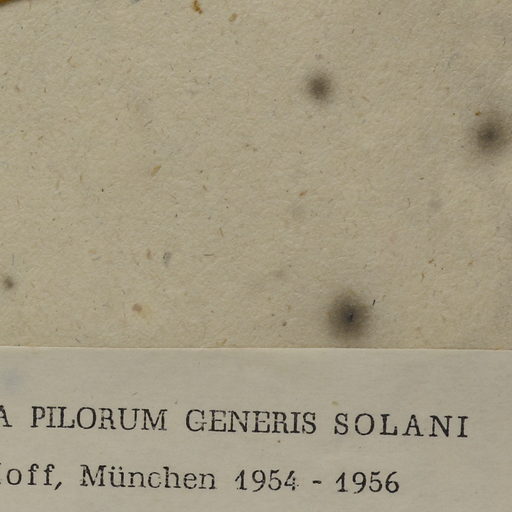 A PILORUM GENERIS SOLANI
off, München 1954 - 1956